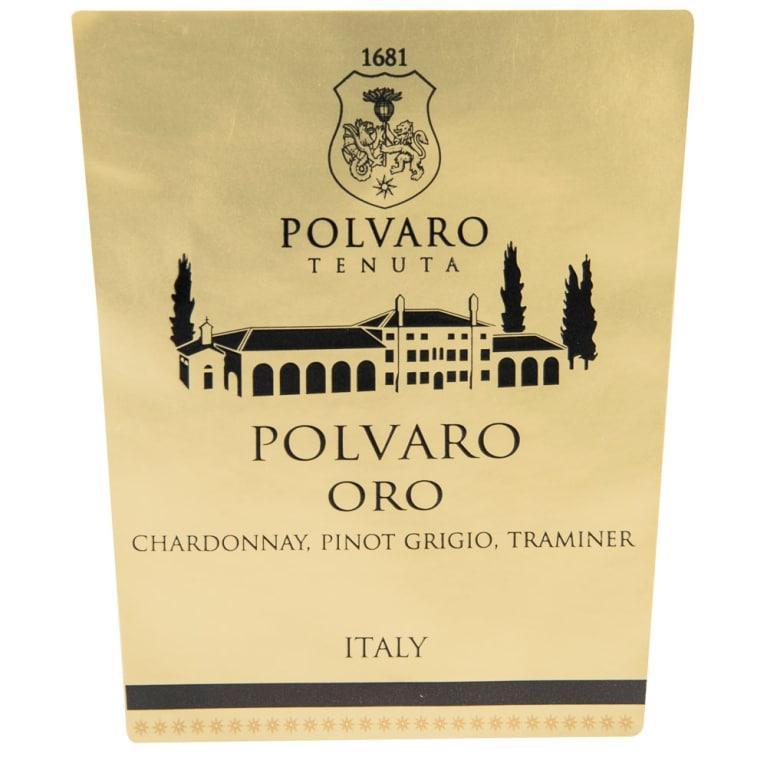 1681
POLVARO
TENUTA
POLVARO
ORO
CHARDONNAY, PINOT GRIGIO, TRAMINER
ITALY